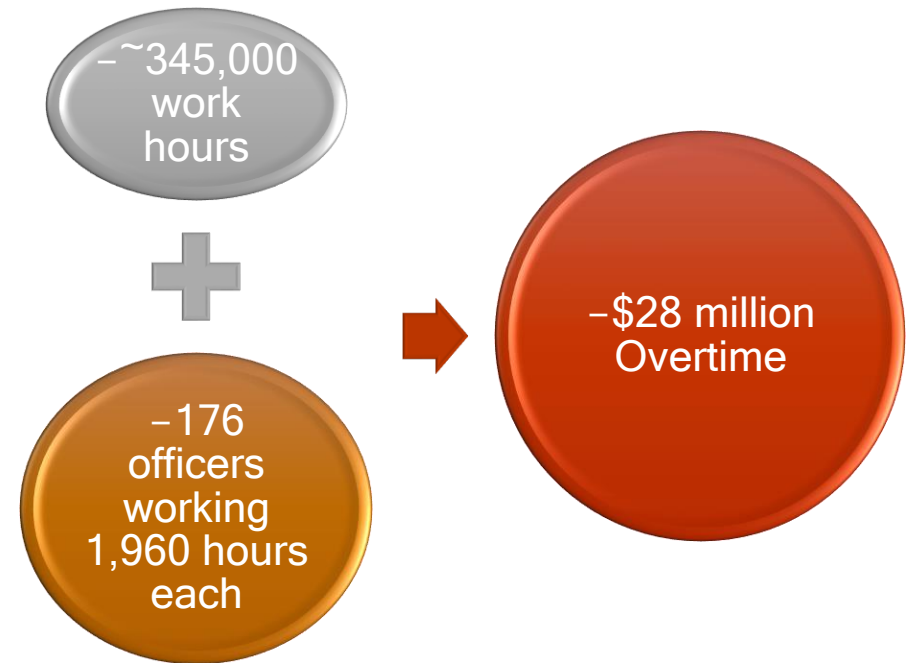 –~345,000
work
hours
–176
officers
working
1,960 hours
each
–$28 million
Overtime